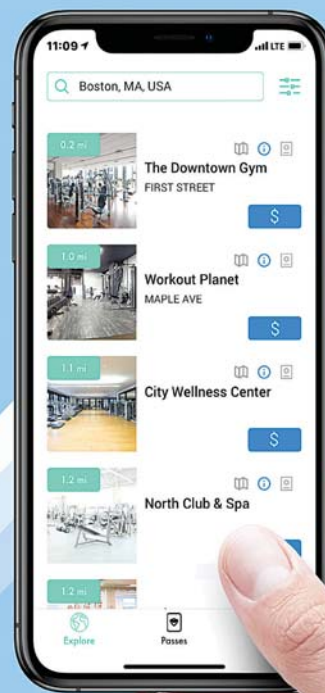 11:09
LTE
Boston, MA, USA
0.2 mi
The Downtown Gym
FIRST STREET
$
1.0 mi
Workout Planet
MAPLE AVE
$
1.1 mi
City Wellness Center
$
1.2 mi
North Club & Spa
1.2 mi
Explore
Passes